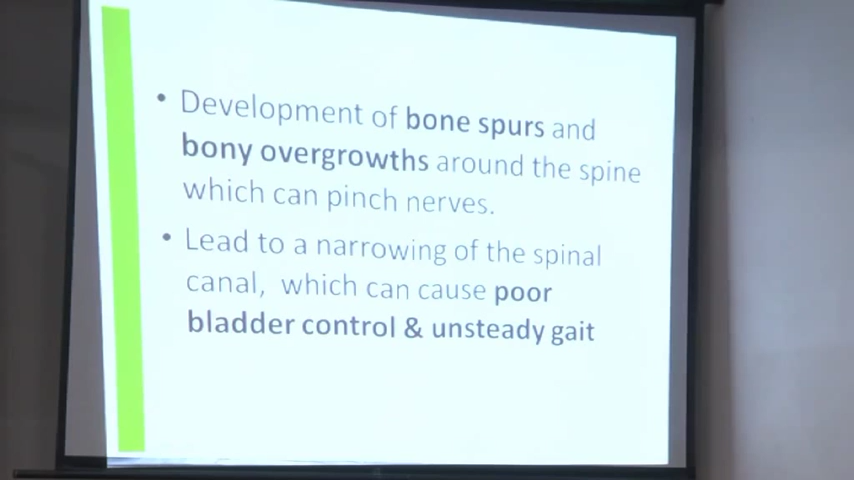 • Development of bone spurs and
bony overgrowths around the spine
which can pinch nerves.
• Lead to a narrowing of the spinal
canal, which can cause poor
bladder control & unsteady gait